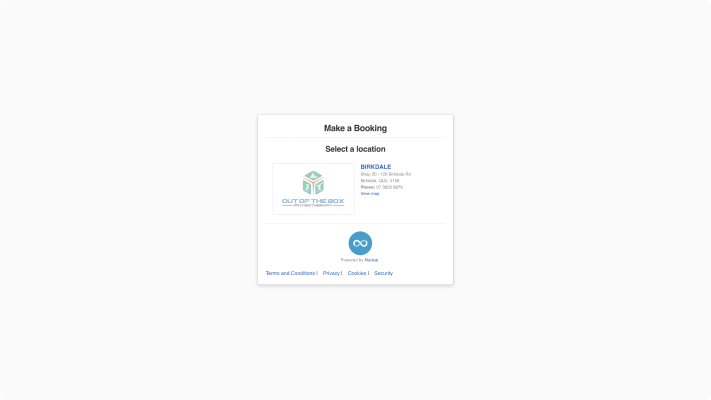 Make a Booking
Select a location
BIRKDALE
Shop 20 / 120 Birkdale Rd
Birkdale, QLD, 4159
Phone: 07 3822 6879
View map
OUT OF THE BOX
PHYSIOTHERAPY
Powered by Nookal
Terms and Conditions | Privacy | Cookies | Security